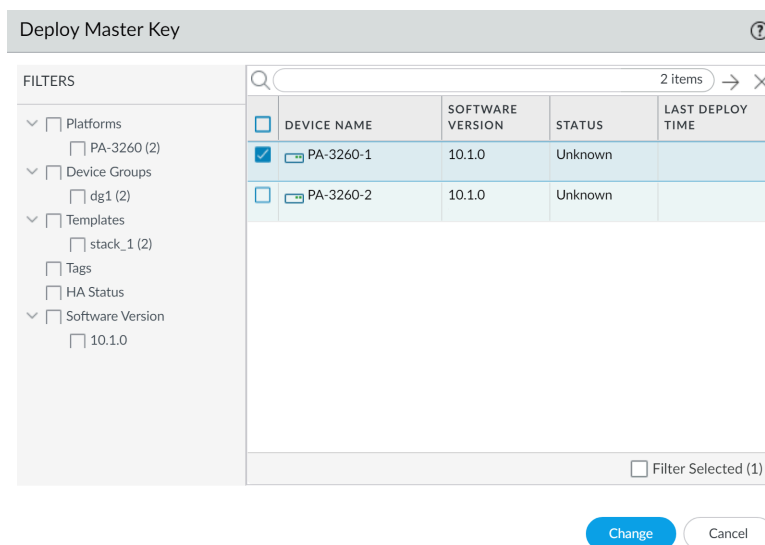 Deploy Master Key
?
FILTERS
Platforms
PA-3260 (2)
Device Groups
dg1 (2)
Templates
stack_1 (2)
Tags
HA Status
Software Version
10.1.0
2 items
DEVICE NAME
SOFTWARE
VERSION
STATUS
LAST DEPLOY
TIME
PA-3260-1 10.1.0 Unknown
PA-3260-2 10.1.0 Unknown
Filter Selected (1)
Change Cancel